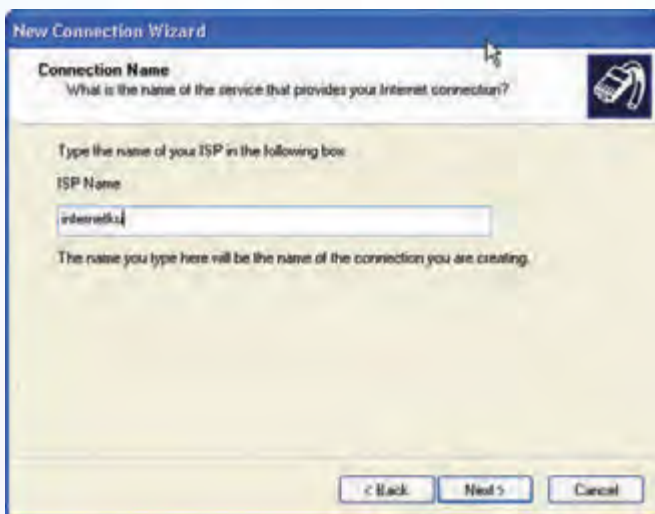 New Connection Wizard
Connection Name
What is the name of the service that provides your Internet connection?
Type the name of your ISP in the following box
ISP Name
internetku
The name you type here will be the name of the connection you are creating.
< Back
Next >
Cancel